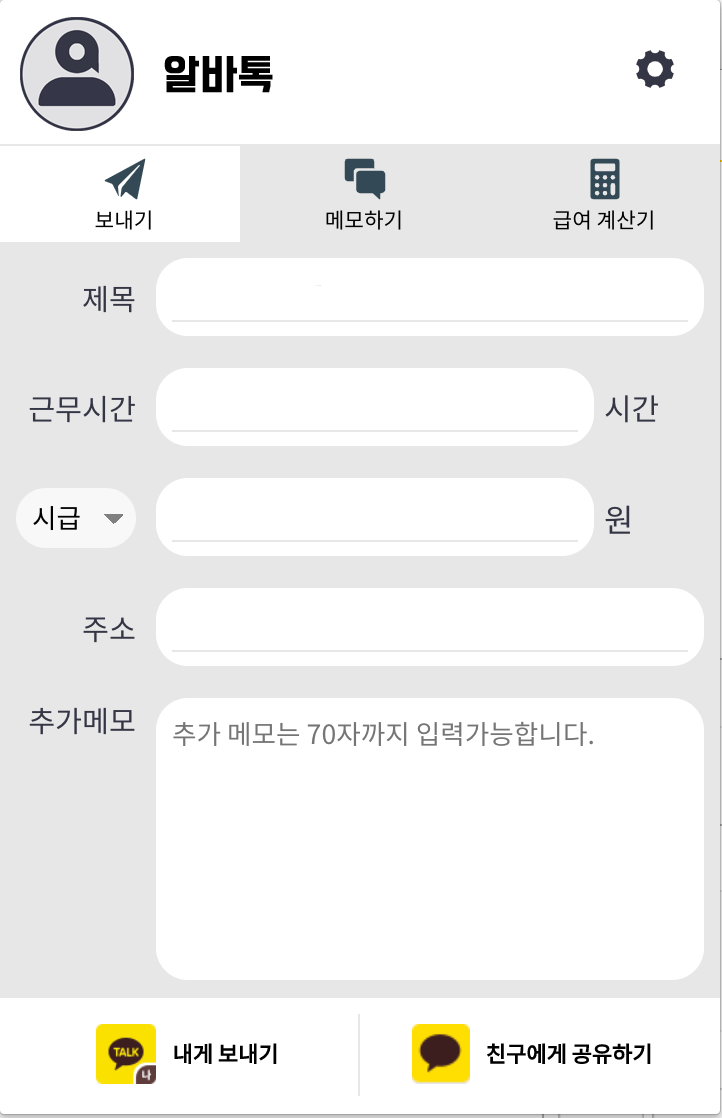 알바톡
보내기
메모하기
급여 계산기
제목
근무시간
시간
시급
원
주소
추가메모
추가 메모는 70자까지 입력가능합니다.
TALK
나
내게 보내기
친구에게 공유하기